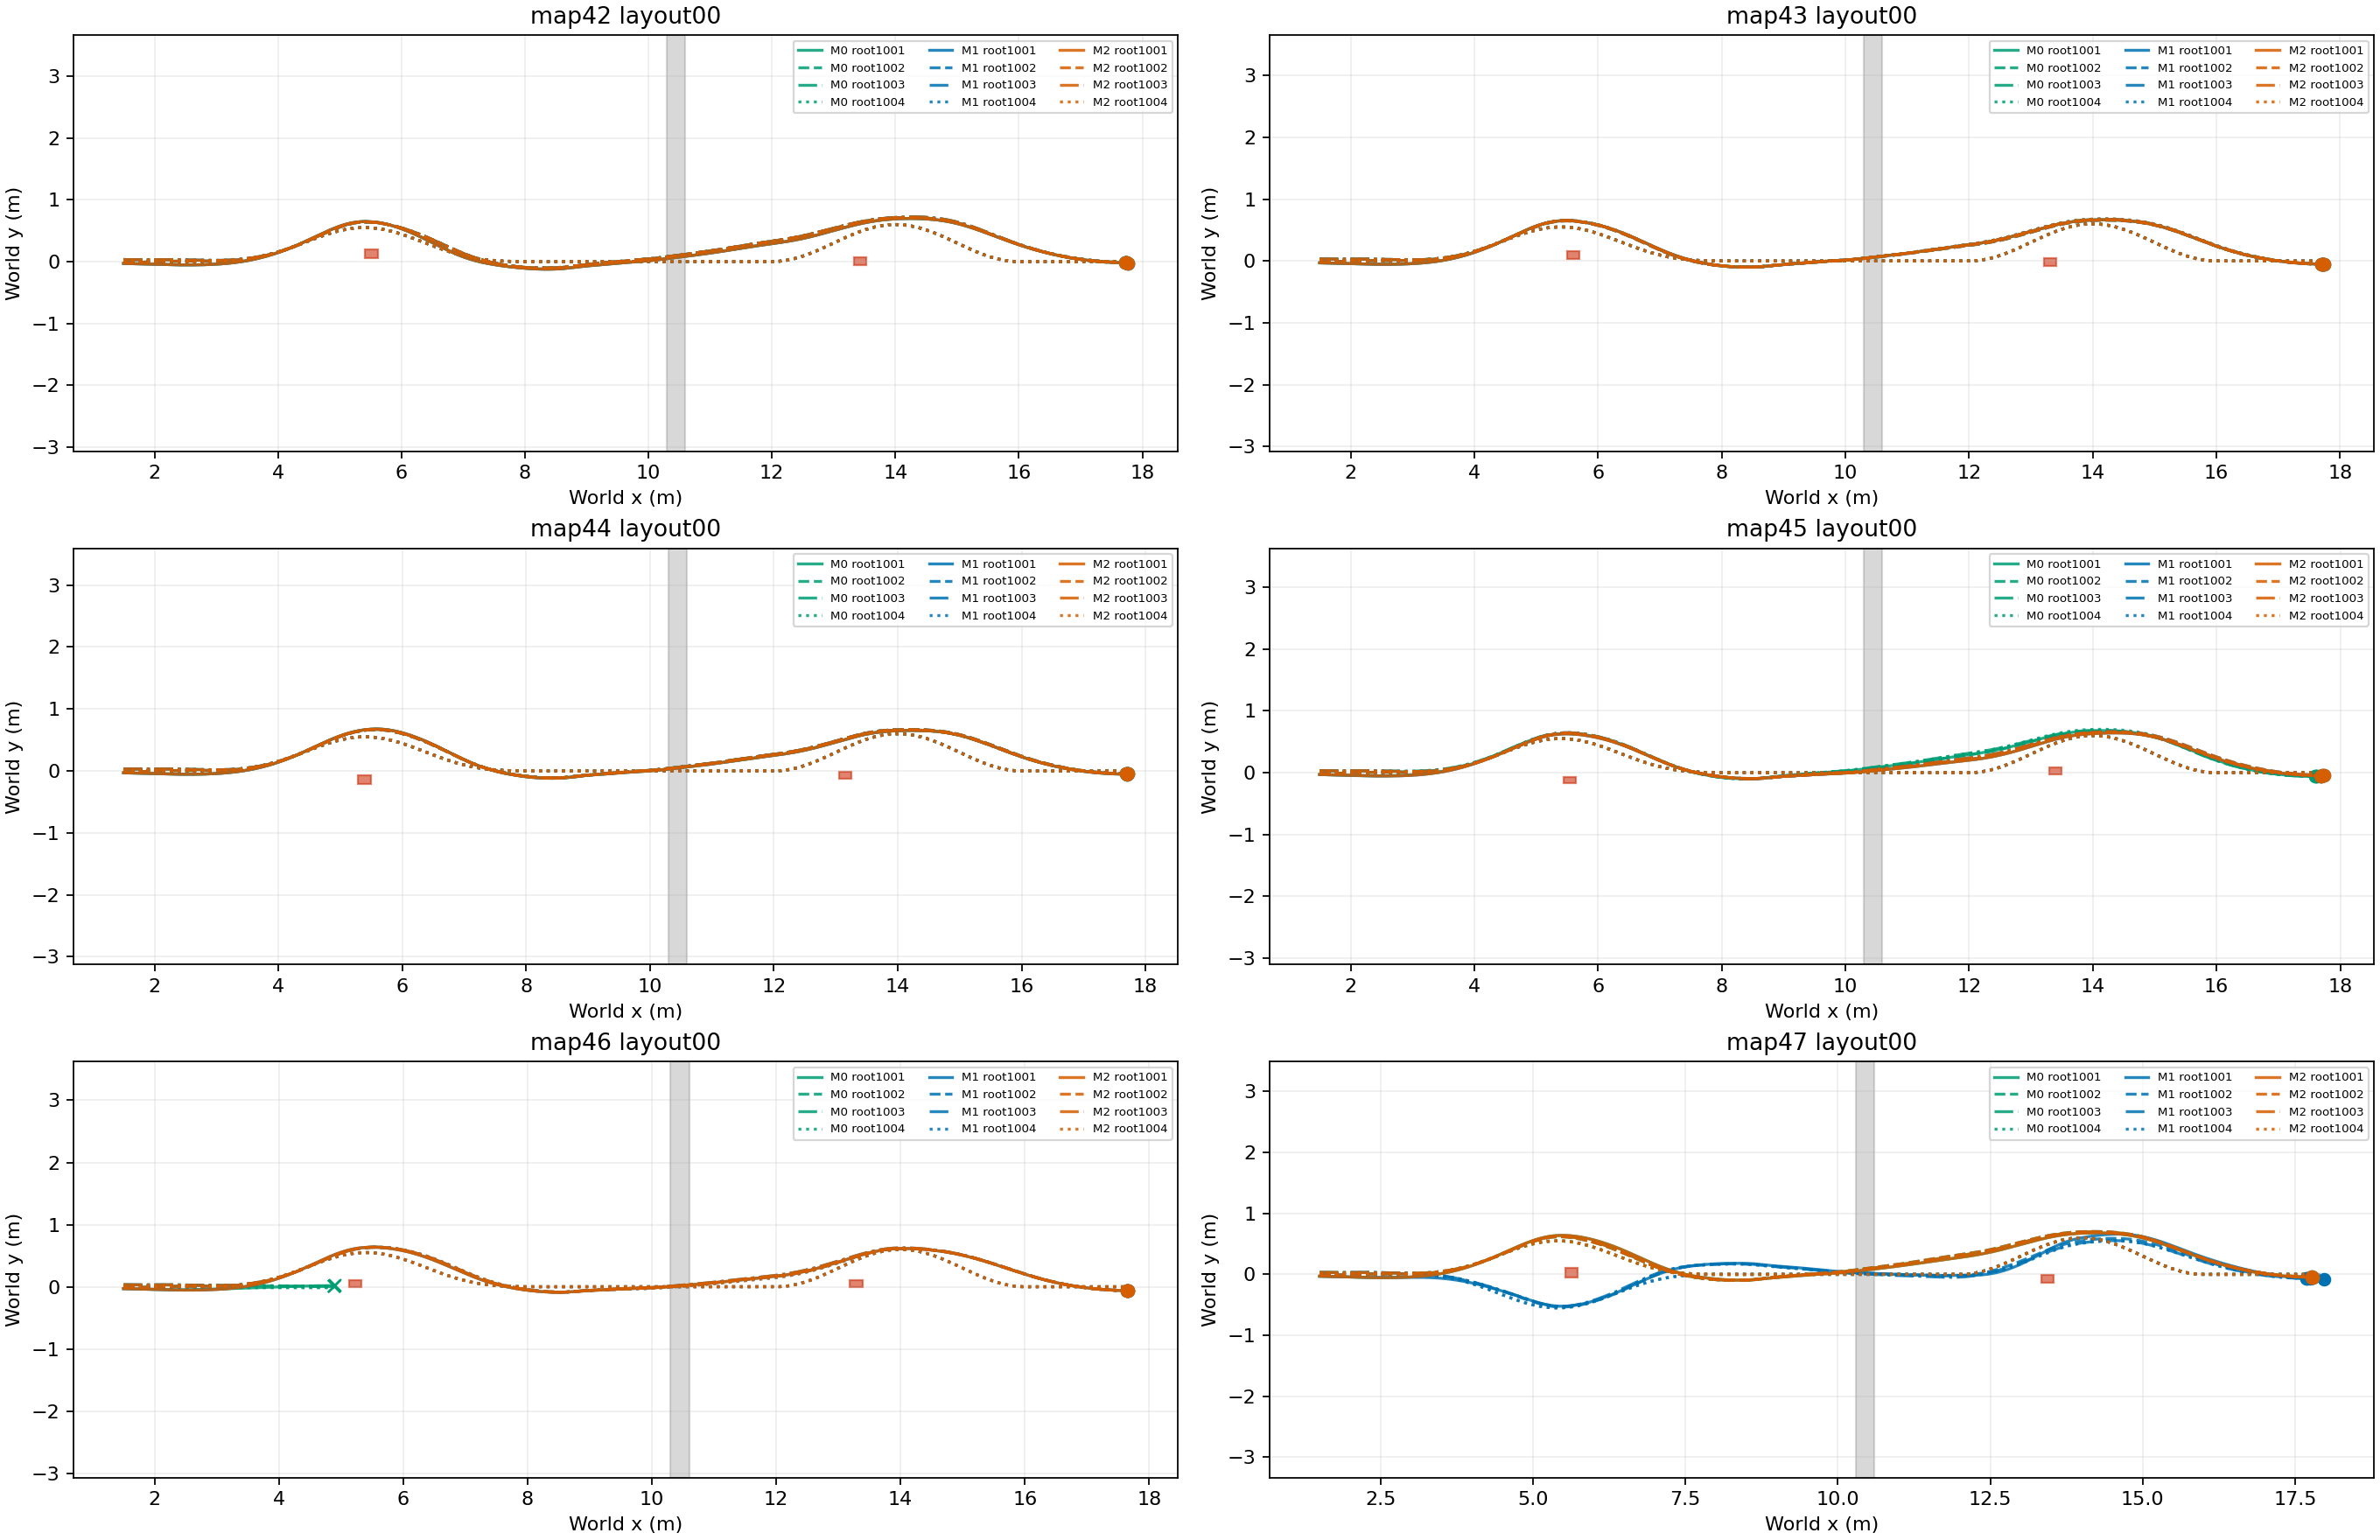 map42 layout00
M0 root1001 M1 root1001 M2 root1001
M0 root1002 M1 root1002 M2 root1002
M0 root1003 M1 root1003 M2 root1003
M0 root1004 M1 root1004 M2 root1004
World y (m)
3
2
1
0
−1
−2
−3
2 4 6 8 10 12 14 16 18
World x (m)
map43 layout00
M0 root1001 M1 root1001 M2 root1001
M0 root1002 M1 root1002 M2 root1002
M0 root1003 M1 root1003 M2 root1003
M0 root1004 M1 root1004 M2 root1004
World y (m)
3
2
1
0
−1
−2
−3
2 4 6 8 10 12 14 16 18
World x (m)
map44 layout00
M0 root1001 M1 root1001 M2 root1001
M0 root1002 M1 root1002 M2 root1002
M0 root1003 M1 root1003 M2 root1003
M0 root1004 M1 root1004 M2 root1004
World y (m)
3
2
1
0
−1
−2
−3
2 4 6 8 10 12 14 16 18
World x (m)
map45 layout00
M0 root1001 M1 root1001 M2 root1001
M0 root1002 M1 root1002 M2 root1002
M0 root1003 M1 root1003 M2 root1003
M0 root1004 M1 root1004 M2 root1004
World y (m)
3
2
1
0
−1
−2
−3
2 4 6 8 10 12 14 16 18
World x (m)
map46 layout00
M0 root1001 M1 root1001 M2 root1001
M0 root1002 M1 root1002 M2 root1002
M0 root1003 M1 root1003 M2 root1003
M0 root1004 M1 root1004 M2 root1004
World y (m)
3
2
1
0
−1
−2
−3
2 4 6 8 10 12 14 16 18
World x (m)
map47 layout00
M0 root1001 M1 root1001 M2 root1001
M0 root1002 M1 root1002 M2 root1002
M0 root1003 M1 root1003 M2 root1003
M0 root1004 M1 root1004 M2 root1004
World y (m)
3
2
1
0
−1
−2
−3
2.5 5.0 7.5 10.0 12.5 15.0 17.5
World x (m)